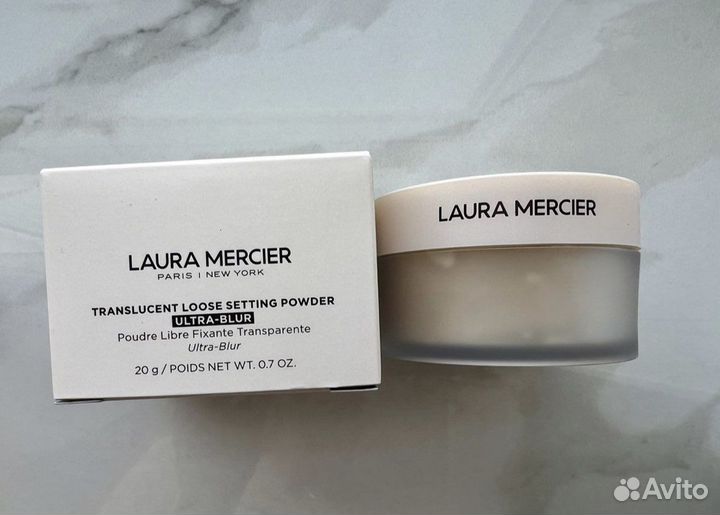 LAURA MERCIER
PARIS | NEW YORK
TRANSLUCENT LOOSE SETTING POWDER
ULTRA-BLUR
Poudre Libre Fixante Transparente
Ultra-Blur
20 g / POIDS NET WT. 0.7 OZ.
LAURA MERCIER
Avito